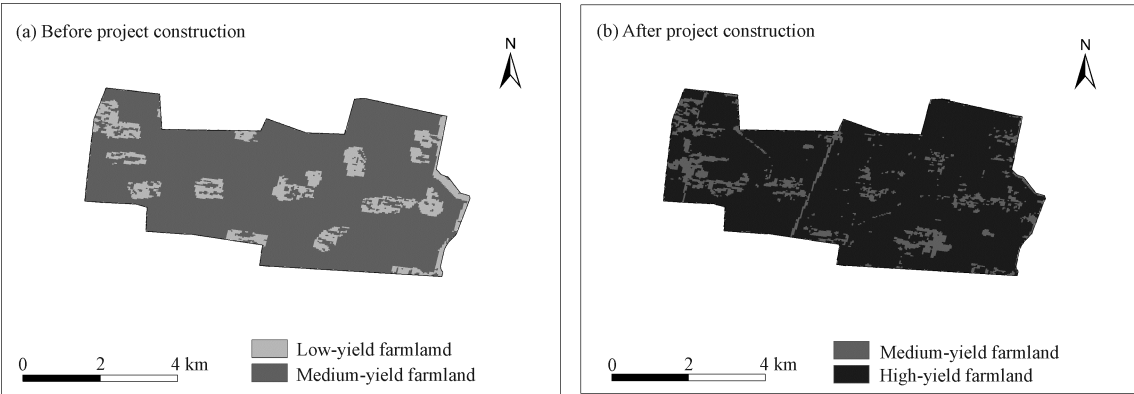 (a) Before project construction
N
Low-yield farmlamd
Medium-yield farmland
0 2 4 km
(b) After project construction
N
Medium-yield farmland
High-yield farmland
0 2 4 km